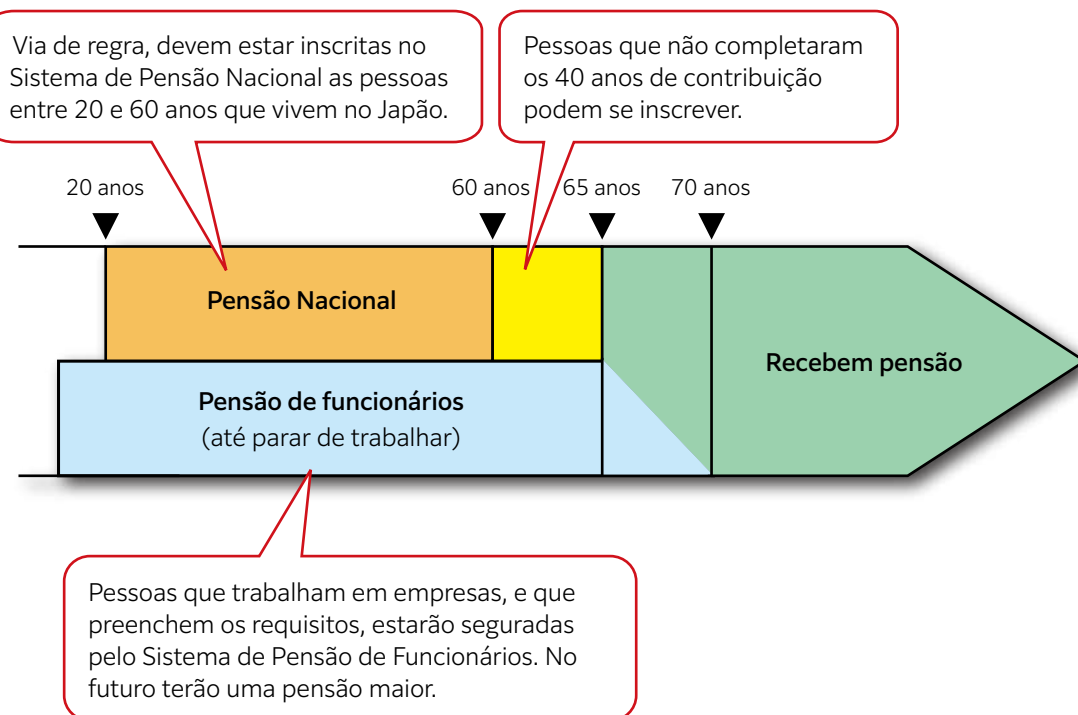 Via de regra, devem estar inscritas no
Sistema de Pensão Nacional as pessoas
entre 20 e 60 anos que vivem no Japão.
Pessoas que não completaram
os 40 anos de contribuição
podem se inscrever.
20 anos
60 anos
65 anos
70 anos
Pensão Nacional
Recebem pensão
Pensão de funcionários
(até parar de trabalhar)
Pessoas que trabalham em empresas, e que
preenchem os requisitos, estarão seguradas
pelo Sistema de Pensão de Funcionários. No
futuro terão uma pensão maior.